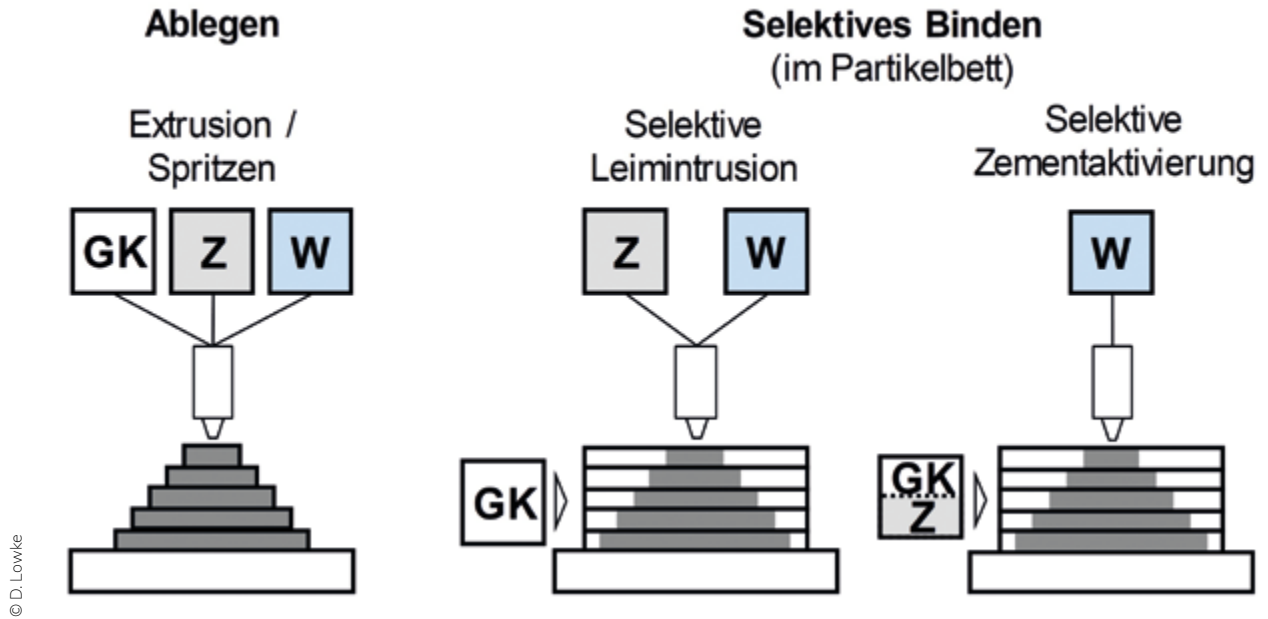 Ablegen
Extrusion /
Spritzen
GK Z W
Selektives Binden
(im Partikelbett)
Selektive
Leimintrusion
Z W
GK
Selektive
Zementaktivierung
W
GK
Z
© D. Lowke